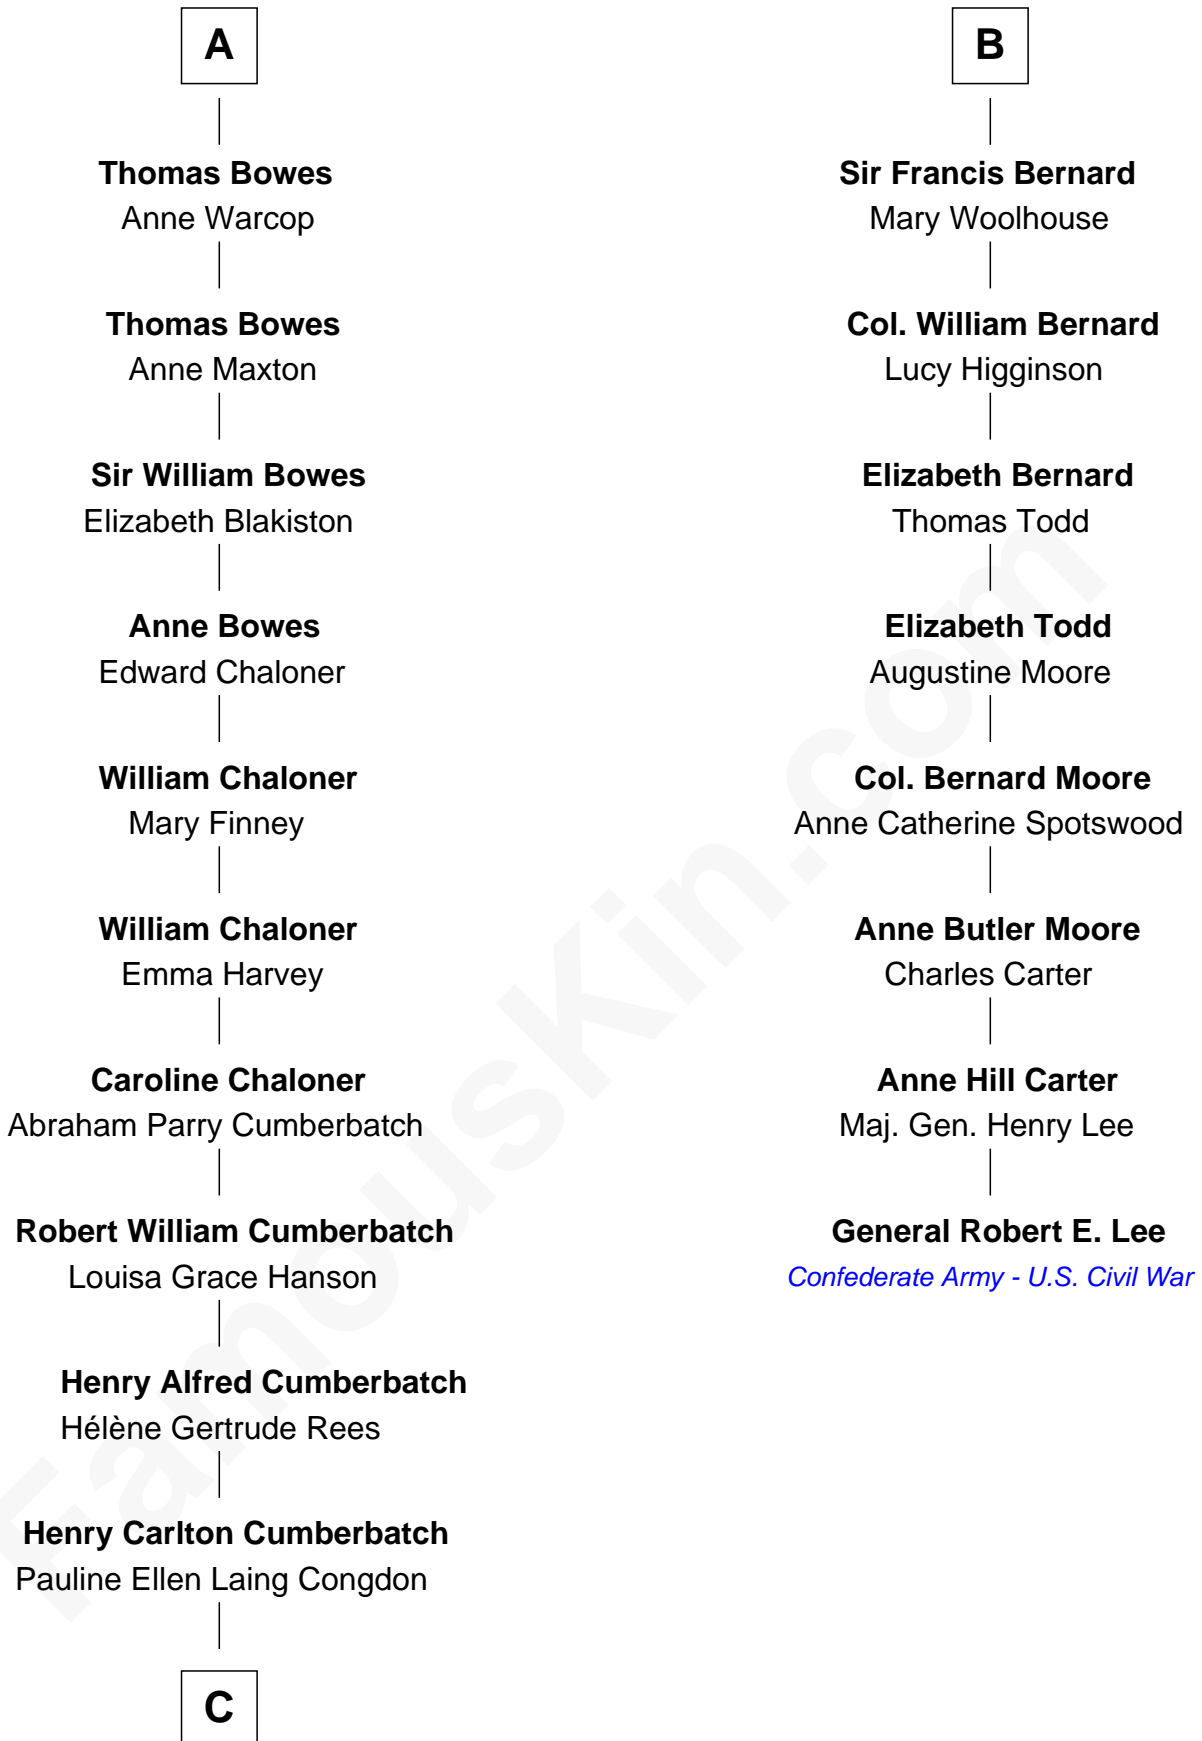 A
Thomas Bowes
Anne Warcop
Thomas Bowes
Anne Maxton
Sir William Bowes
Elizabeth Blakiston
Anne Bowes
Edward Chaloner
William Chaloner
Mary Finney
William Chaloner
Emma Harvey
Caroline Chaloner
Abraham Parry Cumberbatch
Robert William Cumberbatch
Louisa Grace Hanson
Henry Alfred Cumberbatch
Hélène Gertrude Rees
Henry Carlton Cumberbatch
Pauline Ellen Laing Congdon
C
B
Sir Francis Bernard
Mary Woolhouse
Col. William Bernard
Lucy Higginson
Elizabeth Bernard
Thomas Todd
Elizabeth Todd
Augustine Moore
Col. Bernard Moore
Anne Catherine Spotswood
Anne Butler Moore
Charles Carter
Anne Hill Carter
Maj. Gen. Henry Lee
General Robert E. Lee
Confederate Army - U.S. Civil War
FamousKin.com